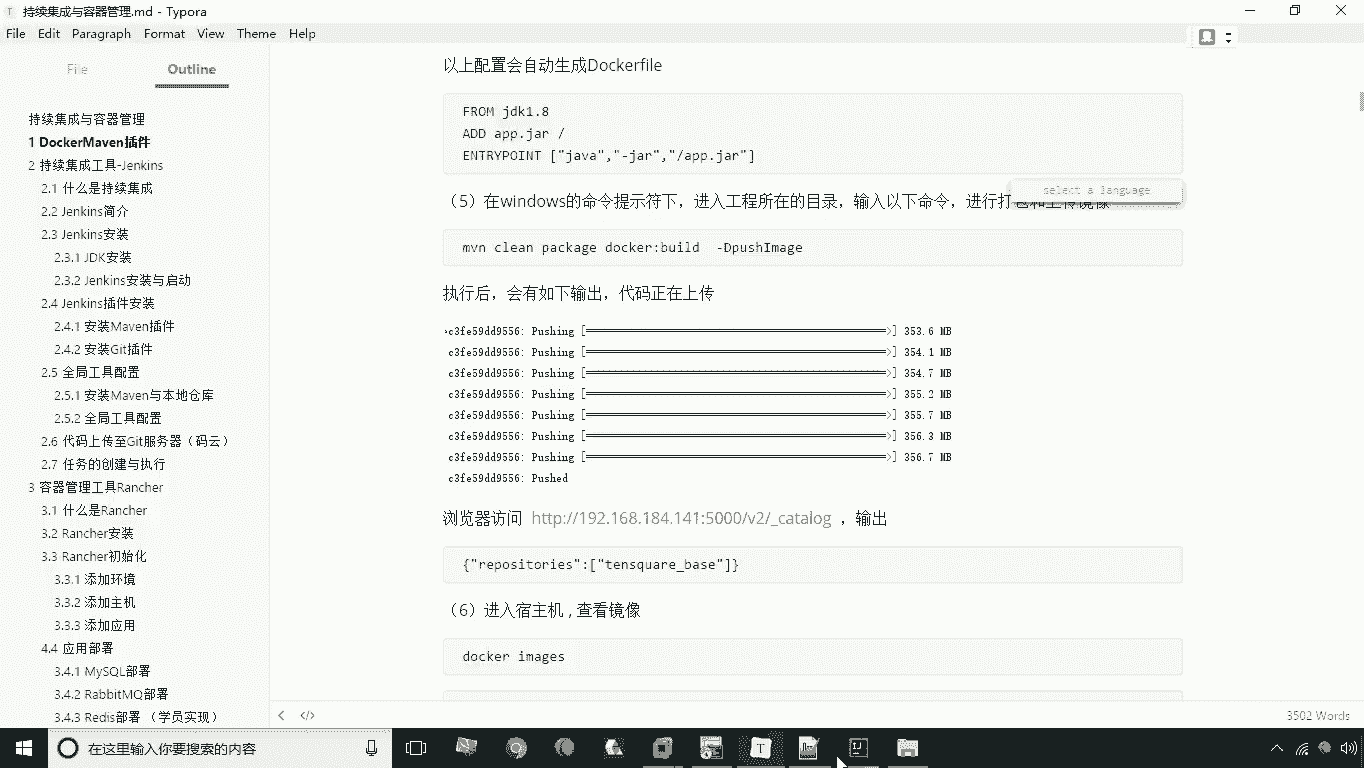 持续集成与容器管理.md - Typora
File Edit Paragraph Format View Theme Help
File Outline
持续集成与容器管理
1 DockerMaven插件
2 持续集成工具-Jenkins
2.1 什么是持续集成
2.2 Jenkins简介
2.3 Jenkins安装
2.3.1 JDK安装
2.3.2 Jenkins安装与启动
2.4 Jenkins插件安装
2.4.1 安装Maven插件
2.4.2 安装Git插件
2.5 全局工具配置
2.5.1 安装Maven与本地仓库
2.5.2 全局工具配置
2.6 代码上传至Git服务器（码云）
2.7 任务的创建与执行
3 容器管理工具Rancher
3.1 什么是Rancher
3.2 Rancher安装
3.3 Rancher初始化
3.3.1 添加环境
3.3.2 添加主机
3.3.3 添加应用
4.4 应用部署
3.4.1 MySQL部署
3.4.2 RabbitMQ部署
3.4.3 Redis部署 （学员实现）
以上配置会自动生成Dockerfile
FROM jdk1.8
ADD app.jar /
ENTRYPOINT ["java","-jar","/app.jar"]
select a language
（5）在windows的命令提示符下，进入工程所在的目录，输入以下命令，进行打包和上传镜像
mvn clean package docker:build -DpushImage
执行后，会有如下输出，代码正在上传
c3fe59dd9556: Pushing [==================================================>] 353.6 MB
c3fe59dd9556: Pushing [==================================================>] 354.1 MB
c3fe59dd9556: Pushing [==================================================>] 354.7 MB
c3fe59dd9556: Pushing [==================================================>] 355.2 MB
c3fe59dd9556: Pushing [==================================================>] 355.7 MB
c3fe59dd9556: Pushing [==================================================>] 356.3 MB
c3fe59dd9556: Pushing [==================================================>] 356.7 MB
c3fe59dd9556: Pushed
浏览器访问 http://192.168.184.141:5000/v2/_catalog ，输出
{"repositories":["tensquare_base"]}
（6）进入宿主机 , 查看镜像
docker images
3502 Words
在这里输入你要搜索的内容